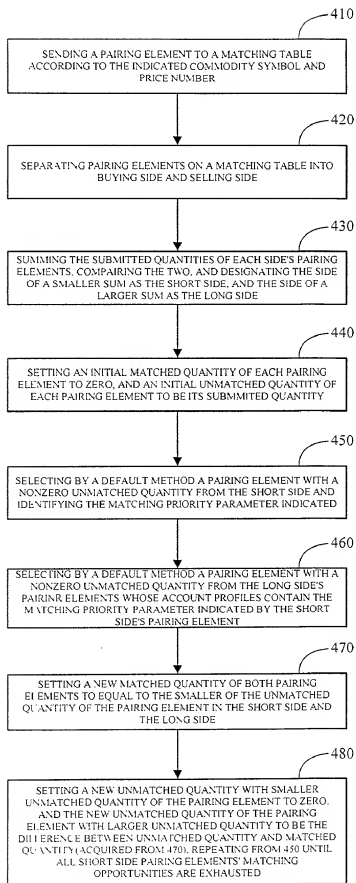 410
SENDING A PAIRING ELEMENT TO A MATCHING TABLE
ACCORDING TO THE INDICATED COMMODITY SYMBOL AND
PRICE NUMBER
420
SEPARATING PAIRING ELEMENTS ON A MATCHING TABLE INTO
BUYING SIDE AND SELLING SIDE
430
SUMMING THE SUBMITTED QUANTITIES OF EACH SIDE'S PAIRING
ELEMENTS, COMPAIRING THE TWO, AND DESIGNATING THE SIDE
OF A SMALLER SUM AS THE SHORT SIDE, AND THE SIDE OF A
LARGER SUM AS THE LONG SIDE
440
SETTING AN INITIAL MATCHED QUANTITY OF EACH PAIRING
ELEMENT TO ZERO, AND AN INITIAL UNMATCHED QUANTITY OF
EACH PAIRING ELEMENT TO BE ITS SUBMMITED QUANTITY
450
SELECTING BY A DEFAULT METHOD A PAIRING ELEMENT WITH A
NONZERO UNMATCHED QUANTITY FROM THE SHORT SIDE AND
IDENTIFYING THE MATCHING PRIORITY PARAMETER INDICATED
460
SELECTING BY A DEFAULT METHOD A PAIRING ELEMENT WITH A
NONZERO UNMATCHED QUANTITY FROM THE LONG SIDE'S
PAIRINR ELEMENTS WHOSE ACCOUNT PROFILES CONTAIN THE
MATCHING PRIORITY PARAMETER INDICATED BY THE SHORT
SIDE'S PAIRING ELEMENT
470
SETTING A NEW MATCHED QUANTITY OF BOTH PAIRING
ELEMENTS TO EQUAL TO THE SMALLER OF THE UNMATCHED
QUANTITY OF THE PAIRING ELEMENT IN THE SHORT SIDE AND
THE LONG SIDE
480
SETTING A NEW UNMATCHED QUANTITY WITH SMALLER
UNMATCHED QUANTITY OF THE PAIRING ELEMENT TO ZERO,
AND THE NEW UNMATCHED QUANTITY OF THE PAIRING
ELEMENT WITH LARGER UNMATCHED QUANTITY TO BE THE
DIFFERENCE BETWEEN UNMATCHED QUANTITY AND MATCHED
QUANTITY(ACQUIRED FROM 470), REPEATING FROM 450 UNTIL
ALL SHORT SIDE PAIRING ELEMENTS' MATCHING
OPPORTUNITIES ARE EXHAUSTED